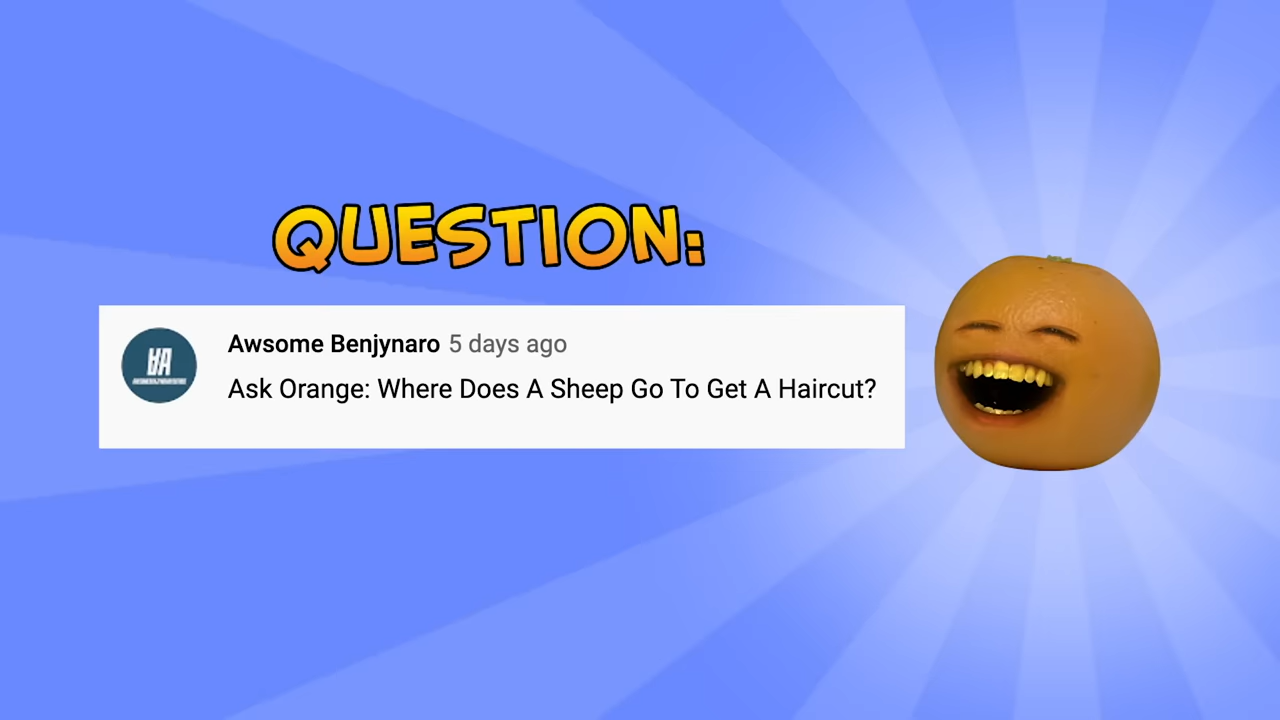 QUESTION:
Awsome Benjynaro 5 days ago
Ask Orange: Where Does A Sheep Go To Get A Haircut?